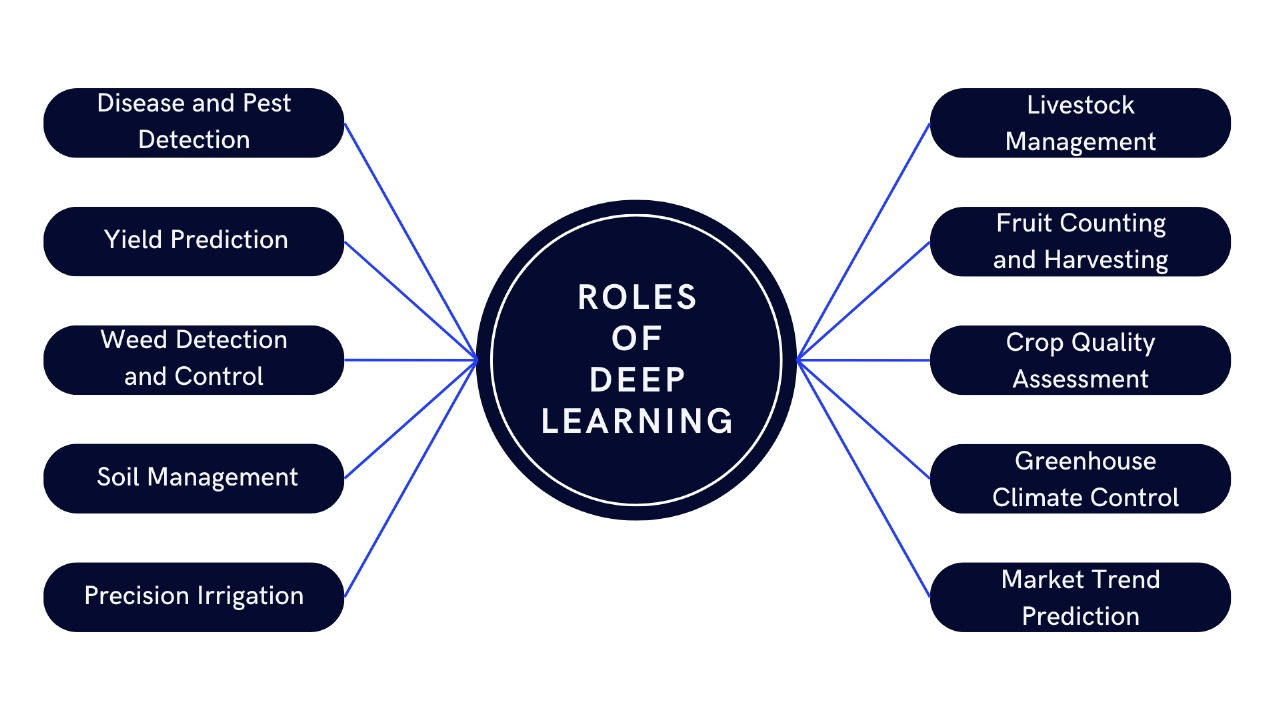 Disease and Pest
Detection
Yield Prediction
Weed Detection
and Control
Soil Management
Precision Irrigation
ROLES
OF
DEEP
LEARNING
Livestock
Management
Fruit Counting
and Harvesting
Crop Quality
Assessment
Greenhouse
Climate Control
Market Trend
Prediction